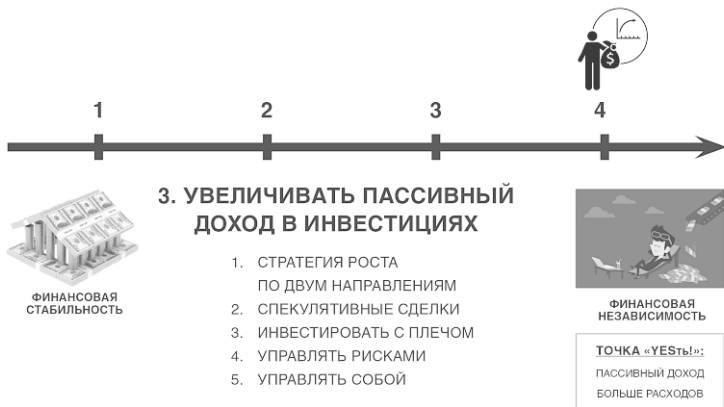 1 2 3 4
$
3. УВЕЛИЧИВАТЬ ПАССИВНЫЙ
ДОХОД В ИНВЕСТИЦИЯХ
1. СТРАТЕГИЯ РОСТА
ПО ДВУМ НАПРАВЛЕНИЯМ
2. СПЕКУЛЯТИВНЫЕ СДЕЛКИ
3. ИНВЕСТИРОВАТЬ С ПЛЕЧОМ
4. УПРАВЛЯТЬ РИСКАМИ
5. УПРАВЛЯТЬ СОБОЙ
ФИНАНСОВАЯ
СТАБИЛЬНОСТЬ
ФИНАНСОВАЯ
НЕЗАВИСИМОСТЬ
ТОЧКА «YESть!»:
ПАССИВНЫЙ ДОХОД
БОЛЬШЕ РАСХОДОВ